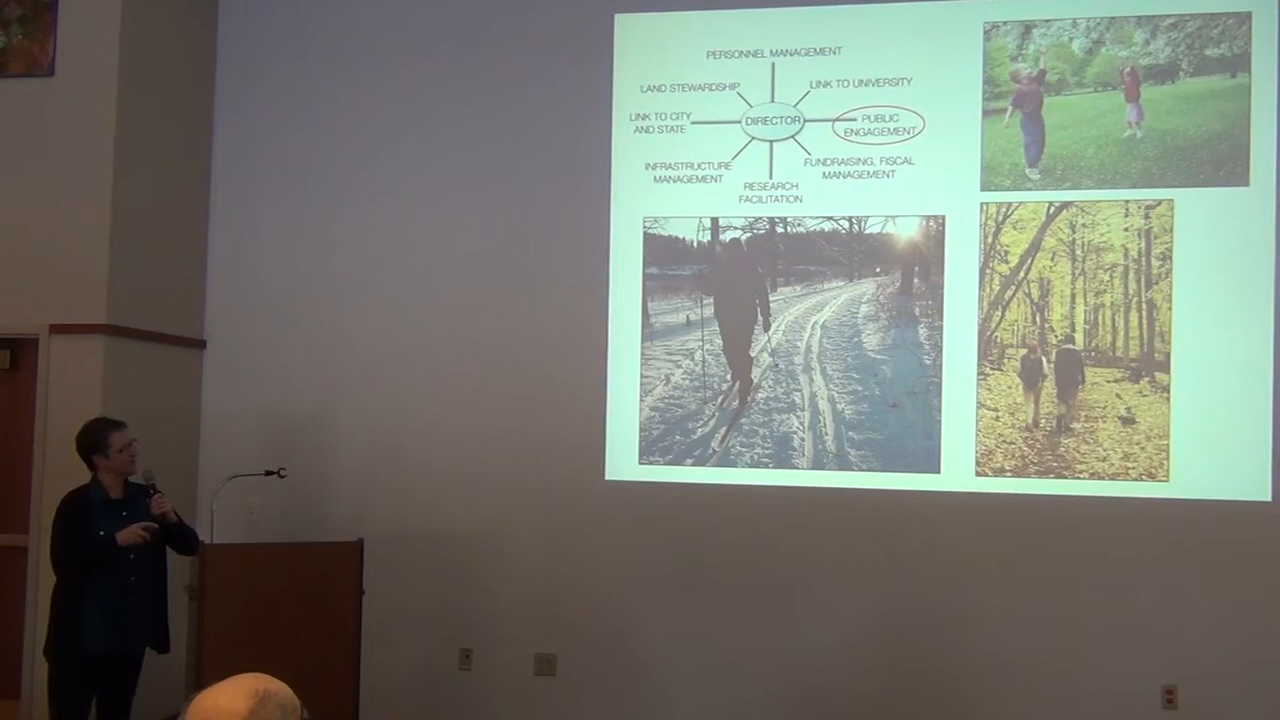 PERSONNEL MANAGEMENT
LAND STEWARDSHIP
LINK TO UNIVERSITY
LINK TO CITY
AND STATE
DIRECTOR
PUBLIC
ENGAGEMENT
INFRASTRUCTURE
MANAGEMENT
FUNDRAISING, FISCAL
MANAGEMENT
RESEARCH
FACILITATION